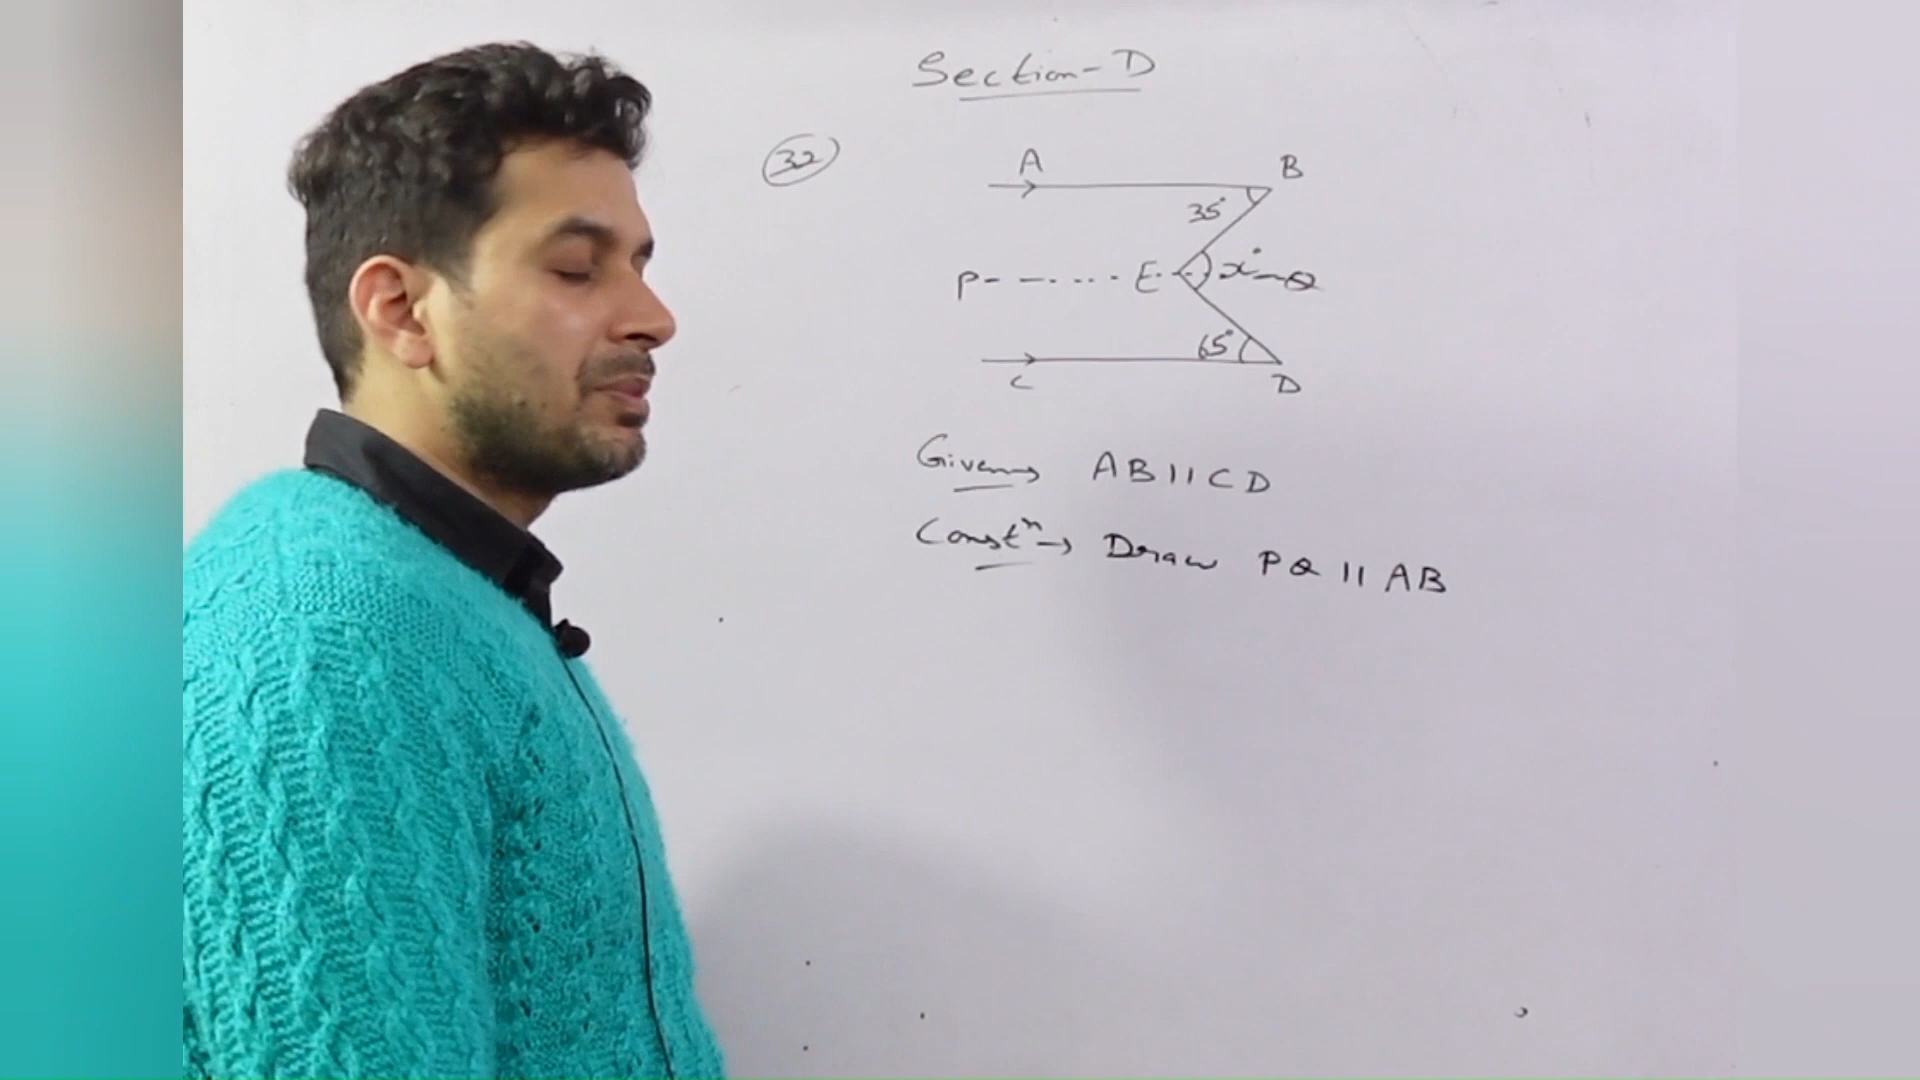 Section-D
32
A B
35°
P E x° Q
65°
C D
Given→ AB||CD
Constⁿ→ Draw PQ || AB